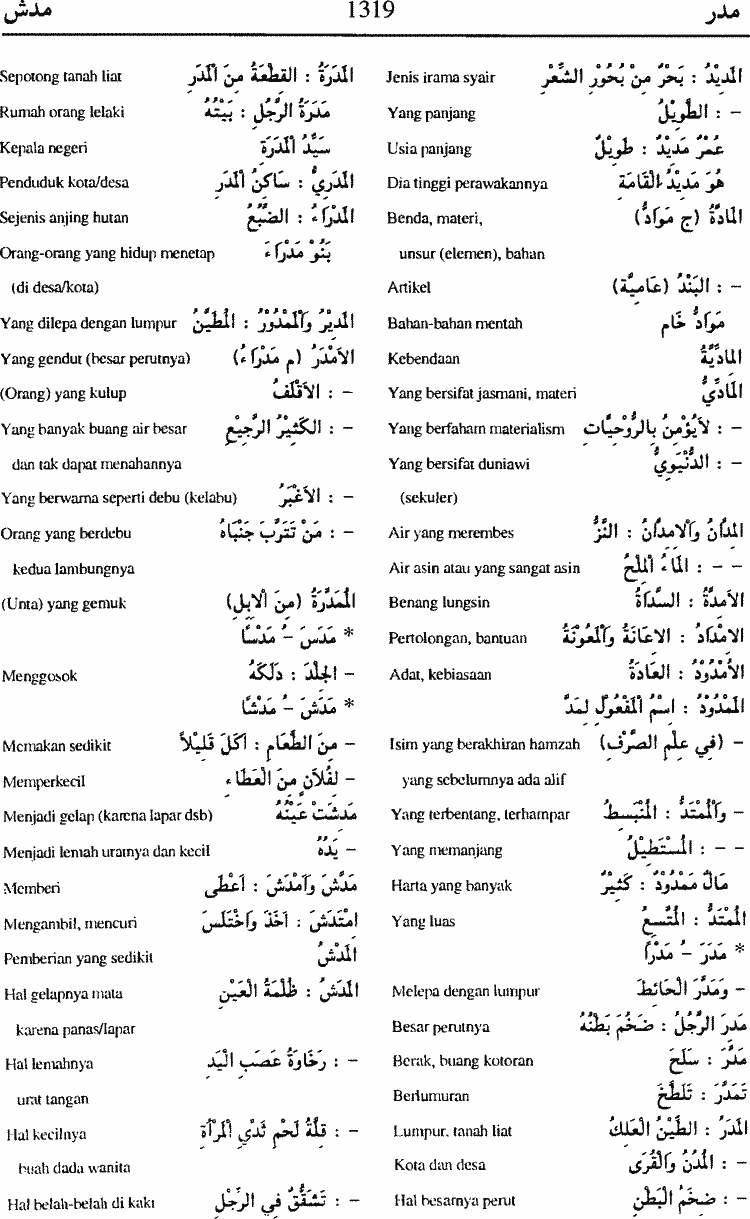 مدر 1319 مدش
المَدِيْدُ : بَحْرٌ مِنْ بُحُوْرِ الشِّعْرِ Jenis irama syair
– : الطَّوِيْلُ Yang panjang
عُمْرٌ مَدِيْدٌ : طَوِيْلٌ Usia panjang
هُوَ مَدِيْدُ القَامَةِ Dia tinggi perawakannya
المَادَّةُ (ج مَوَادُّ) Benda, materi,
unsur (elemen), bahan
– : البَنْدُ (عَامِيَّة) Artikel
مَوَادُّ خَام Bahan-bahan mentah
المَادِّيَّةُ Kebendaan
المَادِّيُّ Yang bersifat jasmani, materi
– : لاَيُؤْمِنُ بِالرُّوْحِيَّاتِ Yang berfaham materialism
– : الدُّنْيَوِيُّ Yang bersifat duniawi
(sekuler)
المِدَّانُ وَالاِمِدَّانُ : النَّزُّ Air yang merembes
– – : المَاءُ المِلْحُ Air asin atau yang sangat asin
الأَمِدَّةُ : السَّدَاةُ Benang lungsin
الاِمْدَادُ : الاِعَانَةُ وَالمَعُوْنَةُ Pertolongan, bantuan
الأُمْدُوْدُ : العَادَةُ Adat, kebiasaan
المَمْدُوْدُ : اِسْمُ المَفْعُوْلِ لِمَدَّ
– (فِي عِلْمِ الصَّرْفِ) Isim yang berakhiran hamzah
yang sebelumnya ada alif
– وَالمُمْتَدُّ : المُنْبَسِطُ Yang terbentang, terhampar
– – : المُسْتَطِيْلُ Yang memanjang
مَالٌ مَمْدُوْدٌ : كَثِيْرٌ Harta yang banyak
المُمْتَدُّ : المُتَّسِعُ Yang luas
* مَدَرَ – ُ مَدْرًا
– وَمَدَّرَ الحَائِطَ Melepa dengan lumpur
مَدِرَ الرَّجُلُ : ضَخُمَ بَطْنُهُ Besar perutnya
مَدَّرَ : سَلَحَ Berak, buang kotoran
تَمَدَّرَ : تَلَطَّخَ Berlumuran
المَدَرُ : الطِّيْنُ العَلِكُ Lumpur, tanah liat
– : المُدُنُ وَالقُرَى Kota dan desa
– : ضِخَمُ البَطْنِ Hal besarnya perut
المَدَرَةُ : القِطْعَةُ مِنَ المَدَرِ Sepotong tanah liat
مَدَرَةُ الرَّجُلِ : بَيْتُهُ Rumah orang lelaki
سَيِّدُ المَدَرَةِ Kepala negeri
المَدَرِيُّ : سَاكِنُ المَدَرِ Penduduk kota/desa
المَدْرَاءُ : الضَّبُعُ Sejenis anjing hutan
بَنُوْ مَدْرَاءَ Orang-orang yang hidup menetap
(di desa/kota)
المَدِيْرُ وَالمَمْدُوْرُ : المُطَيَّنُ Yang dilepa dengan lumpur
الأَمْدَرُ (م مَدْرَاءُ) Yang gendut (besar perutnya)
– : الأَقْلَفُ (Orang) yang kulup
– : الكَثِيْرُ الرَّجِيْعِ Yang banyak buang air besar
dan tak dapat menahannya
– : الأَغْبَرُ Yang berwarna seperti debu (kelabu)
– : مَنْ تَتَرَّبَ جَنْبَاهُ Orang yang berdebu
kedua lambungnya
المُمَدَّرَةُ (مِنَ الاِبِلِ) (Unta) yang gemuk
* مَدَسَ – ُ مَدْسًا
– الجِلْدَ : دَلَكَهُ Menggosok
* مَدَشَ – ُ مَدْشًا
– مِنَ الطَّعَامِ : اَكَلَ قَلِيْلاً Memakan sedikit
– لِفُلاَنٍ مِنَ العَطَاءِ Memperkecil
مَدِشَتْ عَيْنُهُ Menjadi gelap (karena lapar dsb)
– يَدُهُ Menjadi lemah uratnya dan kecil
مَدَّشَ وَاَمْدَشَ : اَعْطَى Memberi
اِمْتَدَشَ : اَخَذَ وَاخْتَلَسَ Mengambil, mencuri
المَدْشُ Pemberian yang sedikit
المَدَشُ : ظُلْمَةُ العَيْنِ Hal gelapnya mata
karena panas/lapar
– : رَخَاوَةُ عَصَبِ اليَدِ Hal lemahnya
urat tangan
– : قِلَّةُ لَحْمِ ثَدْيِ المَرْأَةِ Hal kecilnya
buah dada wanita
– : تَشَقُّقٌ فِي الرِّجْلِ Hal belah-belah di kaki